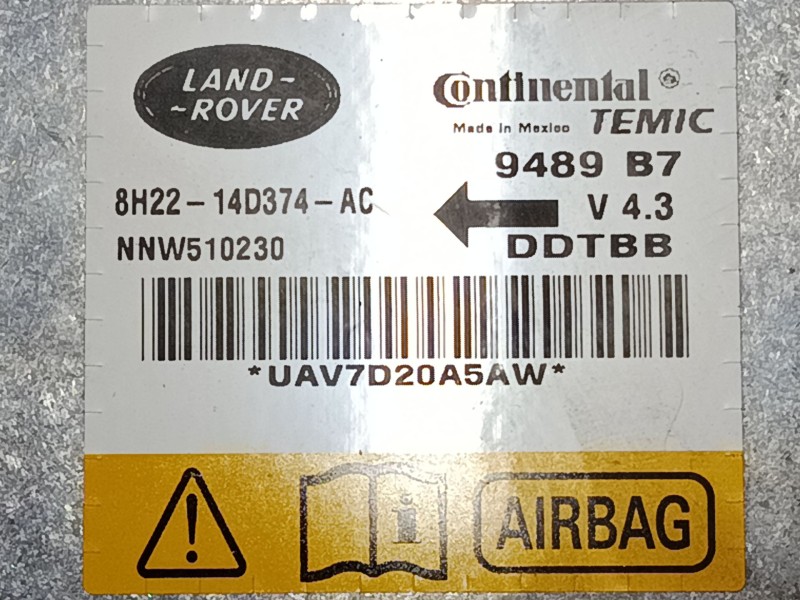 LAND-
-ROVER
Continental ®
Made in Mexico TEMIC
9489 B7
8H22-14D374-AC V 4.3
NNW510230 DDTBB
*UAV7D20A5AW*
AIRBAG